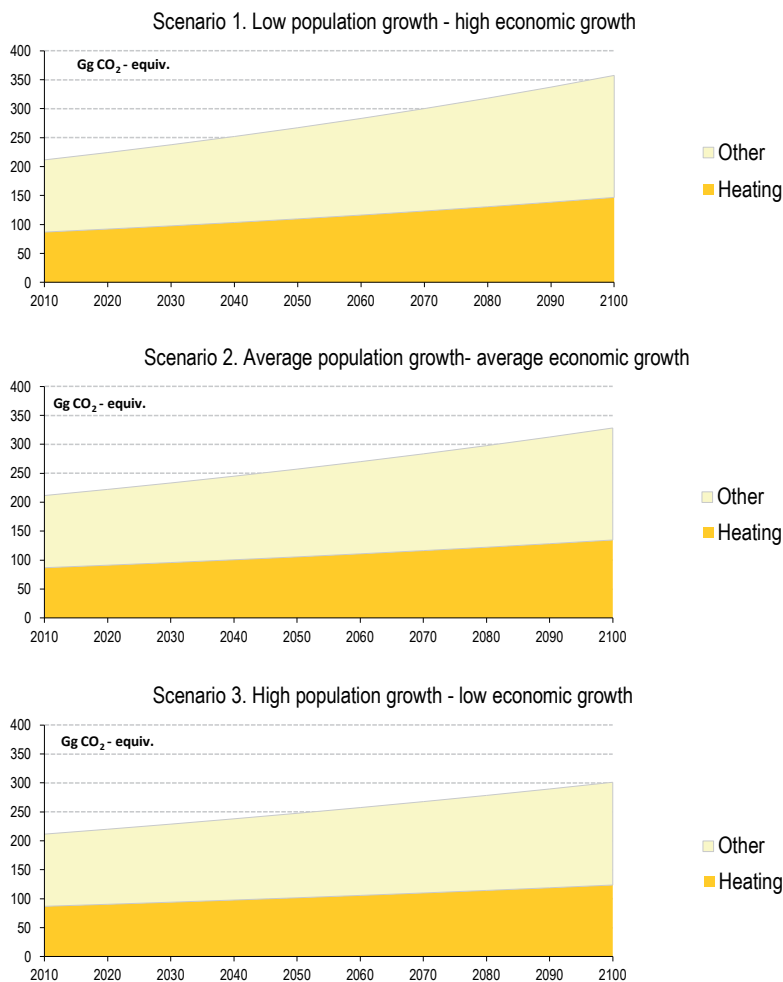 Scenario 1. Low population growth - high economic growth
400
Gg CO₂ - equiv.
350
300
250
200
150
100
50
0
Other
Heating
2010 2020 2030 2040 2050 2060 2070 2080 2090 2100
Scenario 2. Average population growth- average economic growth
400
Gg CO₂ - equiv.
350
300
250
200
150
100
50
0
Other
Heating
2010 2020 2030 2040 2050 2060 2070 2080 2090 2100
Scenario 3. High population growth - low economic growth
400
Gg CO₂ - equiv.
350
300
250
200
150
100
50
0
Other
Heating
2010 2020 2030 2040 2050 2060 2070 2080 2090 2100